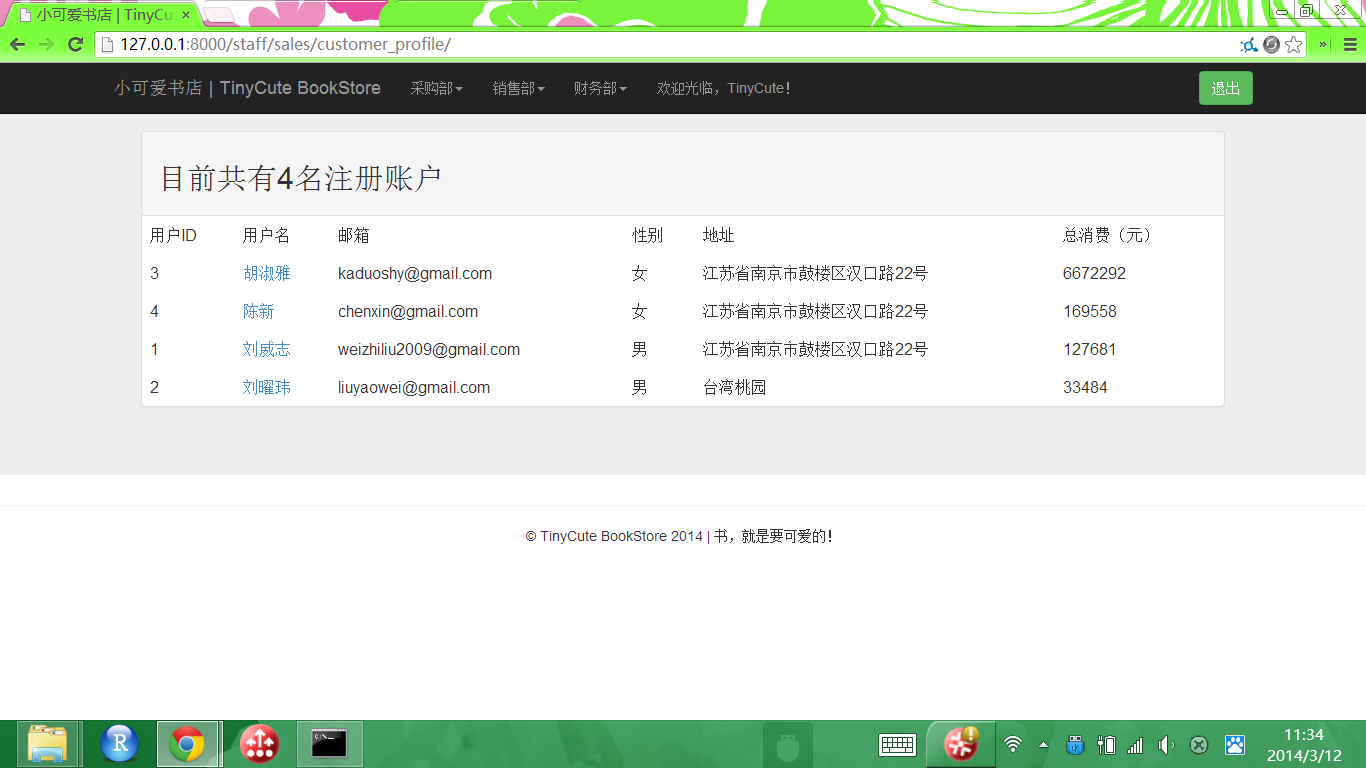 小可爱书店 | TinyCu
127.0.0.1:8000/staff/sales/customer_profile/
小可爱书店 | TinyCute BookStore 采购部 销售部 财务部 欢迎光临，TinyCute! 退出
目前共有4名注册账户
用户ID 用户名 邮箱 性别 地址 总消费（元）
3 胡淑雅 kaduoshy@gmail.com 女 江苏省南京市鼓楼区汉口路22号 6672292
4 陈新 chenxin@gmail.com 女 江苏省南京市鼓楼区汉口路22号 169558
1 刘威志 weizhiliu2009@gmail.com 男 江苏省南京市鼓楼区汉口路22号 127681
2 刘曜玮 liuyaowei@gmail.com 男 台湾桃园 33484
© TinyCute BookStore 2014 | 书，就是要可爱的！
R
11:34
2014/3/12